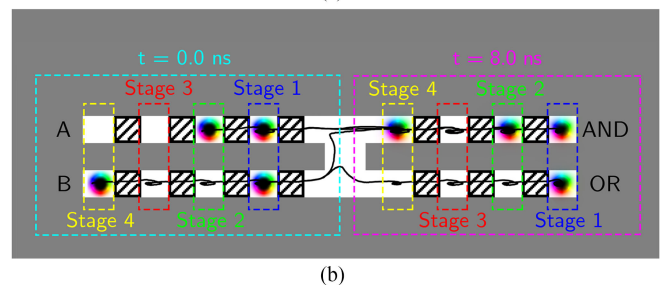 t = 0.0 ns
t = 8.0 ns
Stage 3
Stage 1
Stage 4
Stage 2
A
AND
B
OR
Stage 4
Stage 2
Stage 3
Stage 1
(b)